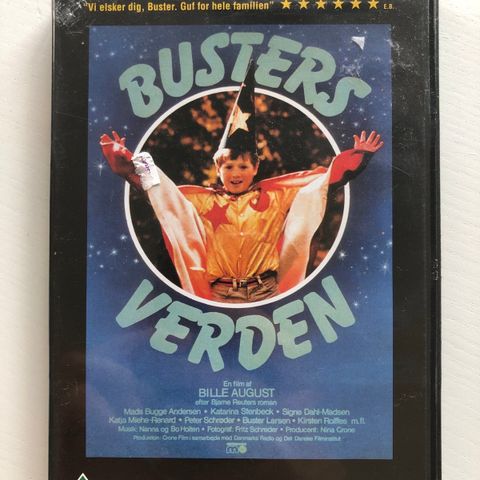 "Vi elsker dig, Buster. Guf for hele familien" ★★★★★★ E.B.
BUSTERS
VERDEN
En film af
BILLE AUGUST
efter Bjarne Reuters roman
Mads Bugge Andersen • Katarina Stenbeck • Signe Dahl-Madsen
Katja Miehe-Renard • Peter Schrøder • Buster Larsen • Kirsten Rolffes m.fl.
Musik: Nanna og Bo Holten • Fotograf: Fritz Schrøder • Producent: Nina Crone
Produktion: Crone Film i samarbejde med Danmarks Radio og Det Danske Filminstitut